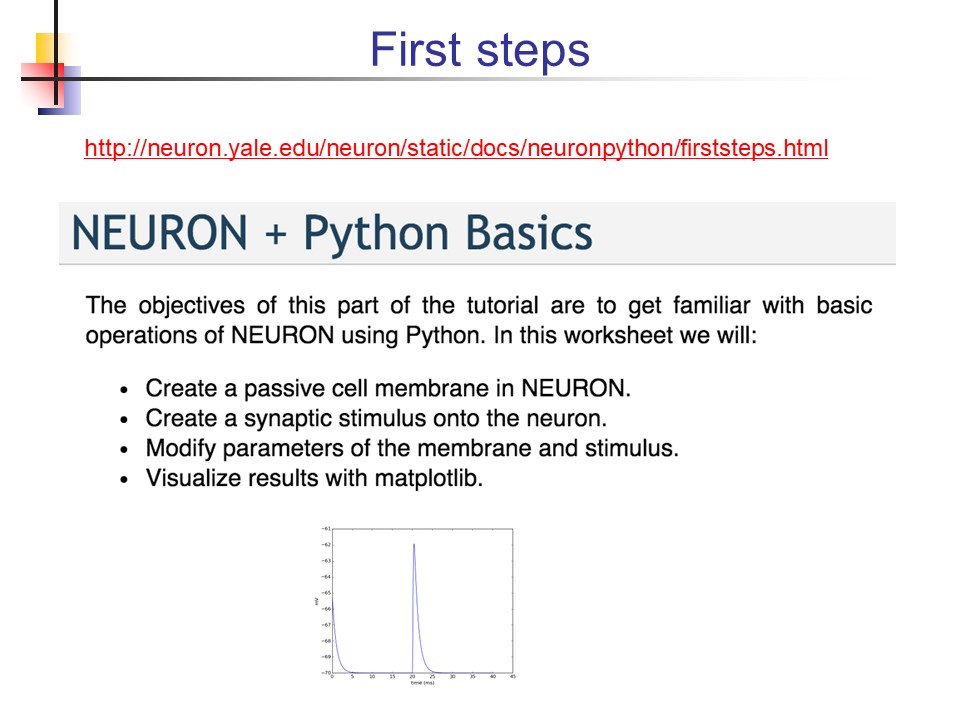 First steps
http://neuron.yale.edu/neuron/static/docs/neuronpython/firststeps.html
NEURON + Python Basics
The objectives of this part of the tutorial are to get familiar with basic
operations of NEURON using Python. In this worksheet we will:
• Create a passive cell membrane in NEURON.
• Create a synaptic stimulus onto the neuron.
• Modify parameters of the membrane and stimulus.
• Visualize results with matplotlib.
−61
−62
−63
−64
−65
−66
−67
−68
−69
−70
mV
0 5 10 15 20 25 30 35 40 45
time (ms)